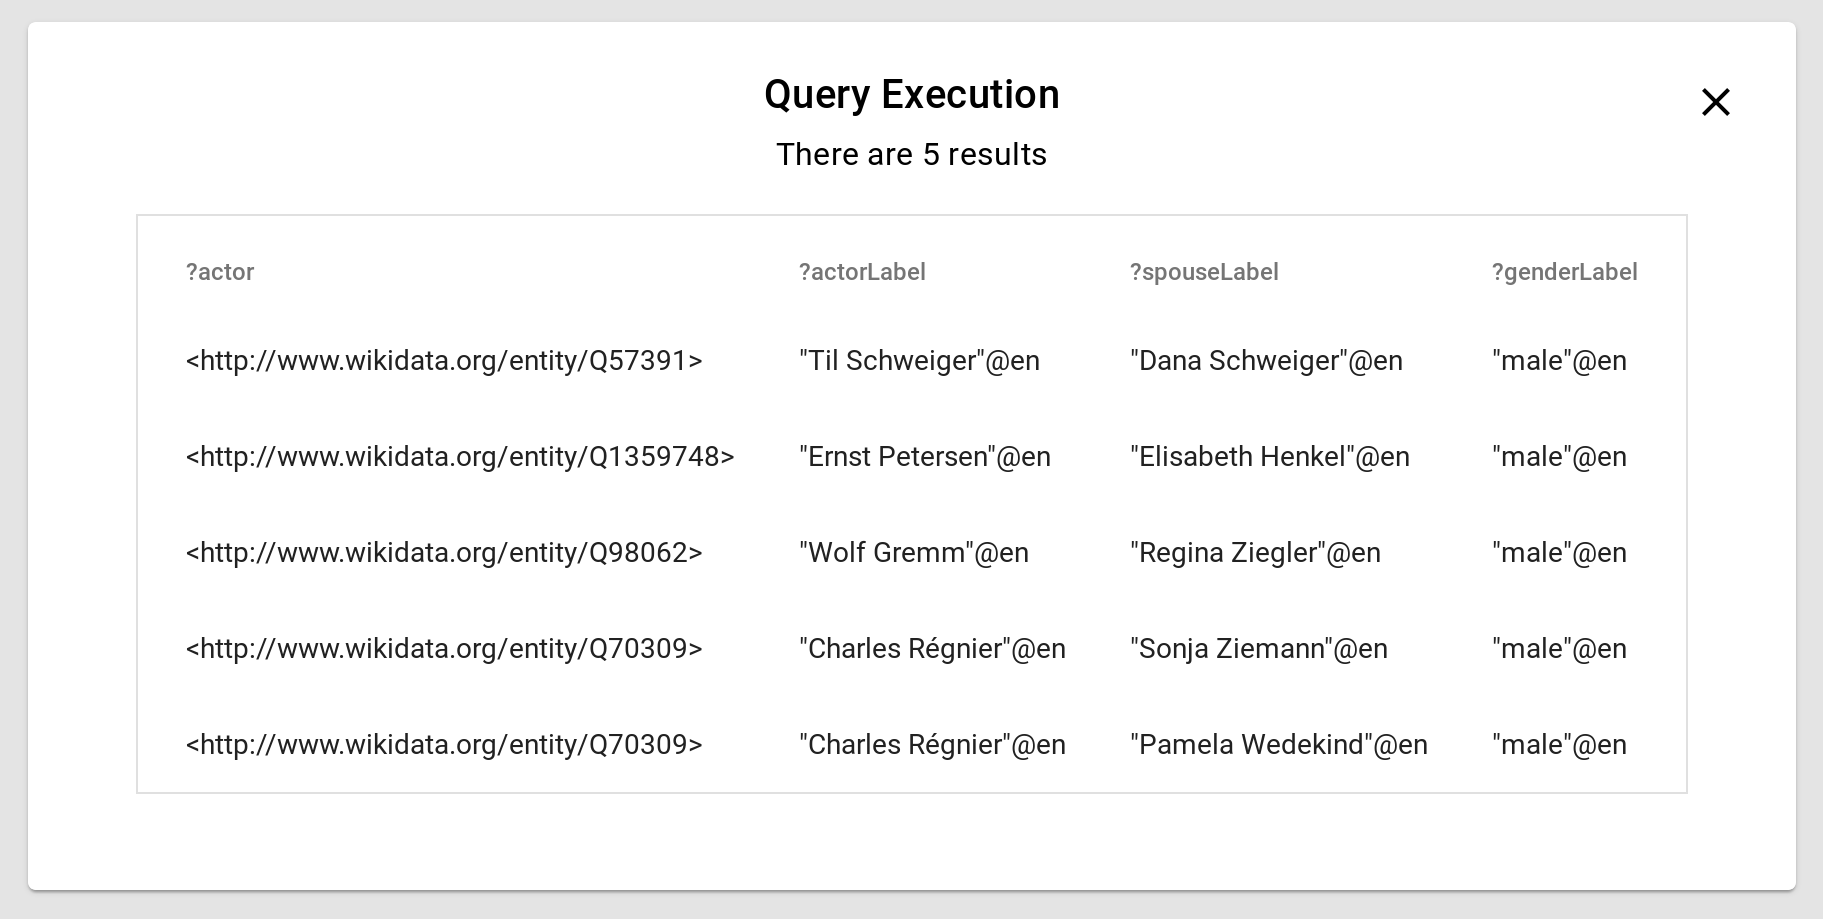 Query Execution
There are 5 results
?actor ?actorLabel ?spouseLabel ?genderLabel
<http://www.wikidata.org/entity/Q57391> "Til Schweiger"@en "Dana Schweiger"@en "male"@en
<http://www.wikidata.org/entity/Q1359748> "Ernst Petersen"@en "Elisabeth Henkel"@en "male"@en
<http://www.wikidata.org/entity/Q98062> "Wolf Gremm"@en "Regina Ziegler"@en "male"@en
<http://www.wikidata.org/entity/Q70309> "Charles Régnier"@en "Sonja Ziemann"@en "male"@en
<http://www.wikidata.org/entity/Q70309> "Charles Régnier"@en "Pamela Wedekind"@en "male"@en